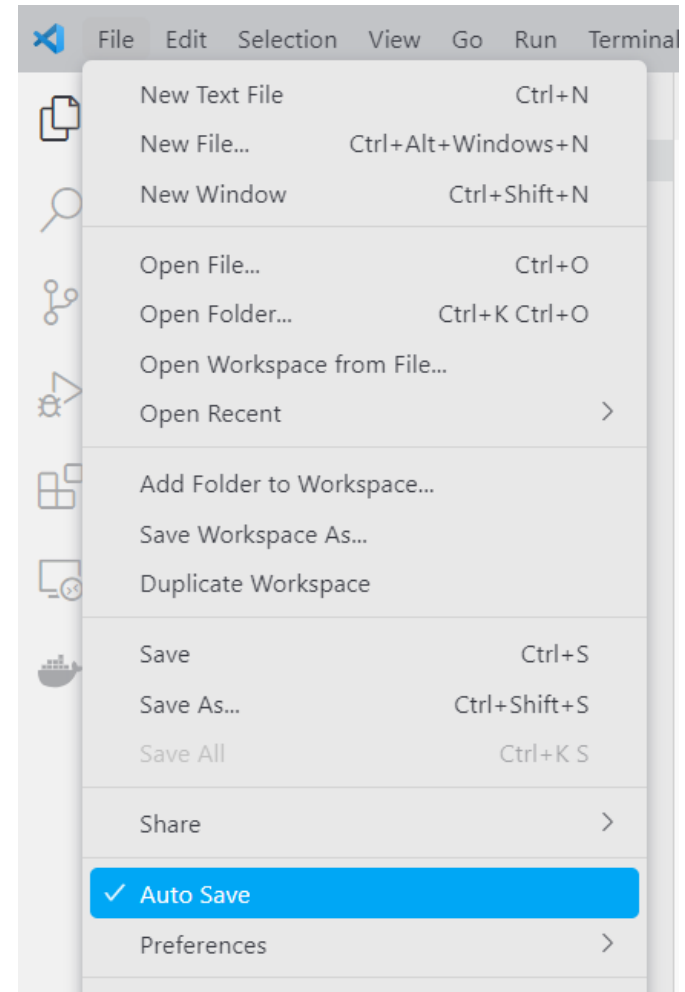 File Edit Selection View Go Run Terminal
New Text File Ctrl+N
New File... Ctrl+Alt+Windows+N
New Window Ctrl+Shift+N
Open File... Ctrl+O
Open Folder... Ctrl+K Ctrl+O
Open Workspace from File...
Open Recent
Add Folder to Workspace...
Save Workspace As...
Duplicate Workspace
Save Ctrl+S
Save As... Ctrl+Shift+S
Save All Ctrl+K S
Share
Auto Save
Preferences